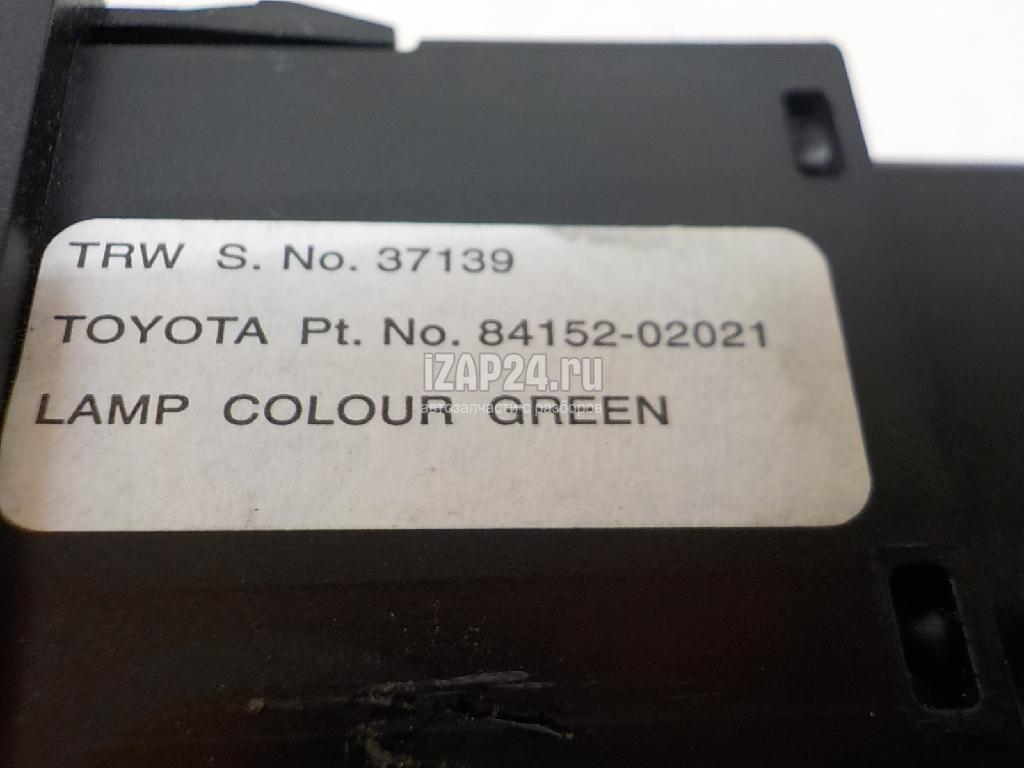 TRW S. No. 37139
TOYOTA Pt. No. 84152-02021
iZAP24.ru
автозапчасти с разборов
LAMP COLOUR GREEN